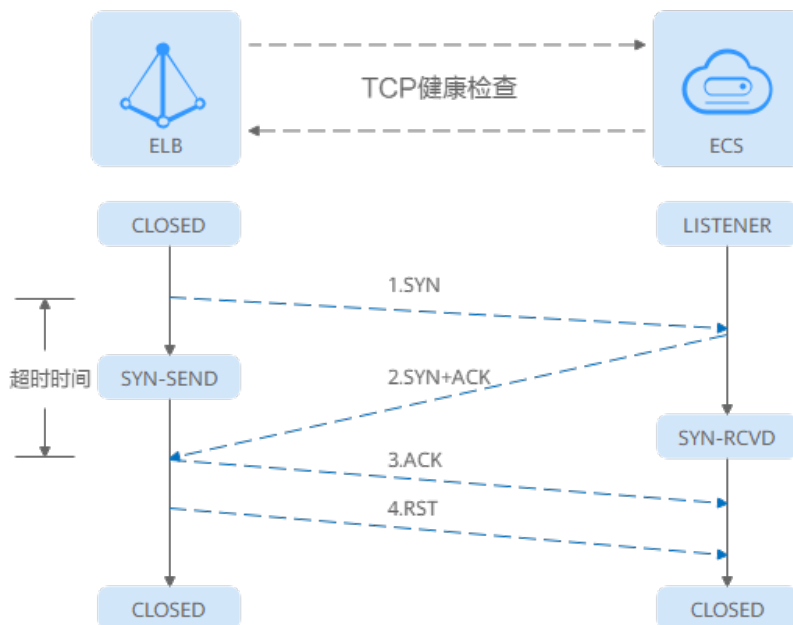 TCP健康检查
ELB
ECS
CLOSED
LISTENER
1.SYN
超时时间
SYN-SEND
2.SYN+ACK
SYN-RCVD
3.ACK
4.RST
CLOSED
CLOSED